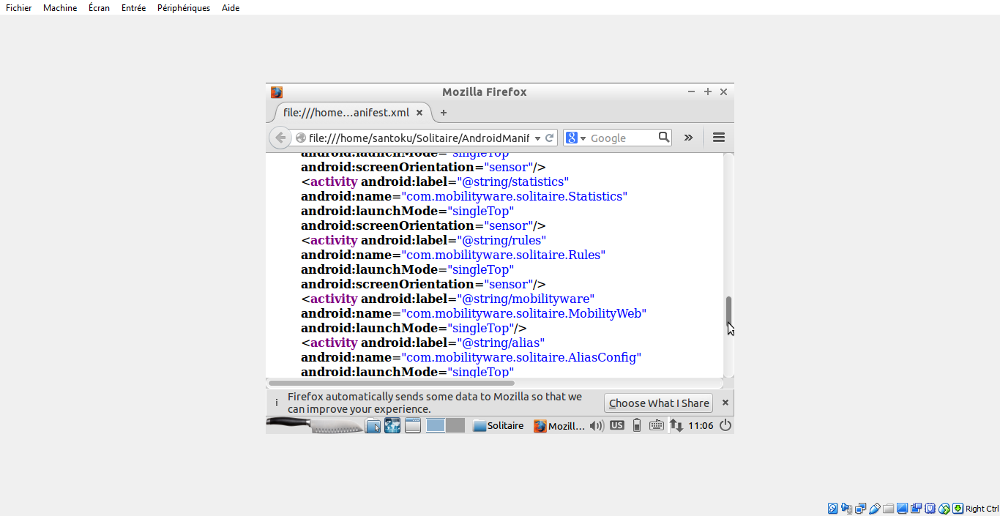 Fichier Machine Écran Entrée Périphériques Aide
Mozilla Firefox
file:///home...anifest.xml
file:///home/santoku/Solitaire/AndroidManif
8 Google
android:launchMode="singleTop"
android:screenOrientation="sensor"/>
<activity android:label="@string/statistics"
android:name="com.mobilityware.solitaire.Statistics"
android:launchMode="singleTop"
android:screenOrientation="sensor"/>
<activity android:label="@string/rules"
android:name="com.mobilityware.solitaire.Rules"
android:launchMode="singleTop"
android:screenOrientation="sensor"/>
<activity android:label="@string/mobilityware"
android:name="com.mobilityware.solitaire.MobilityWeb"
android:launchMode="singleTop"/>
<activity android:label="@string/alias"
android:name="com.mobilityware.solitaire.AliasConfig"
android:launchMode="singleTop"
Firefox automatically sends some data to Mozilla so that we
can improve your experience.
Choose What I Share
Solitaire Mozill... US 11:06
Right Ctrl